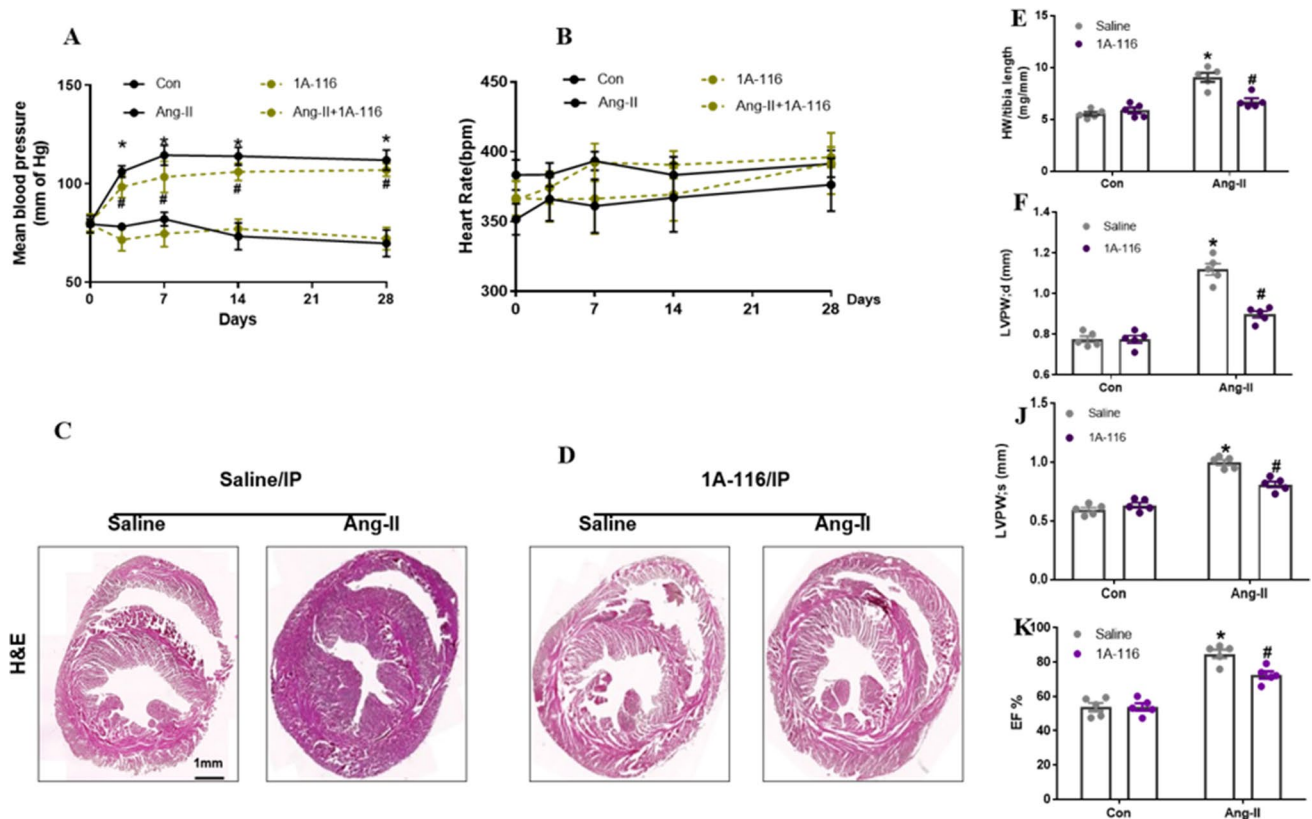 A
Con
1A-116
Ang-II
Ang-II+1A-116
Mean blood pressure
(mm of Hg)
150
100
50
* * * *
# # # #
0 7 14 21 28
Days
B
Con
1A-116
Ang-II
Ang-II+1A-116
Heart Rate(bpm)
450
400
350
300
0 7 14 21 28 Days
C
Saline/IP
Saline Ang-II
H&E
1mm
D
1A-116/IP
Saline Ang-II
E
Saline
1A-116
HW/tibia length
(mg/mm)
15
10
5
0
* #
Con Ang-II
F
Saline
1A-116
LVPW;d (mm)
1.4
1.2
1.0
0.8
0.6
* #
Con Ang-II
J
Saline
1A-116
LVPW;s (mm)
1.5
1.0
0.5
0.0
* #
Con Ang-II
K
Saline
1A-116
EF %
100
80
60
40
20
0
* #
Con Ang-II